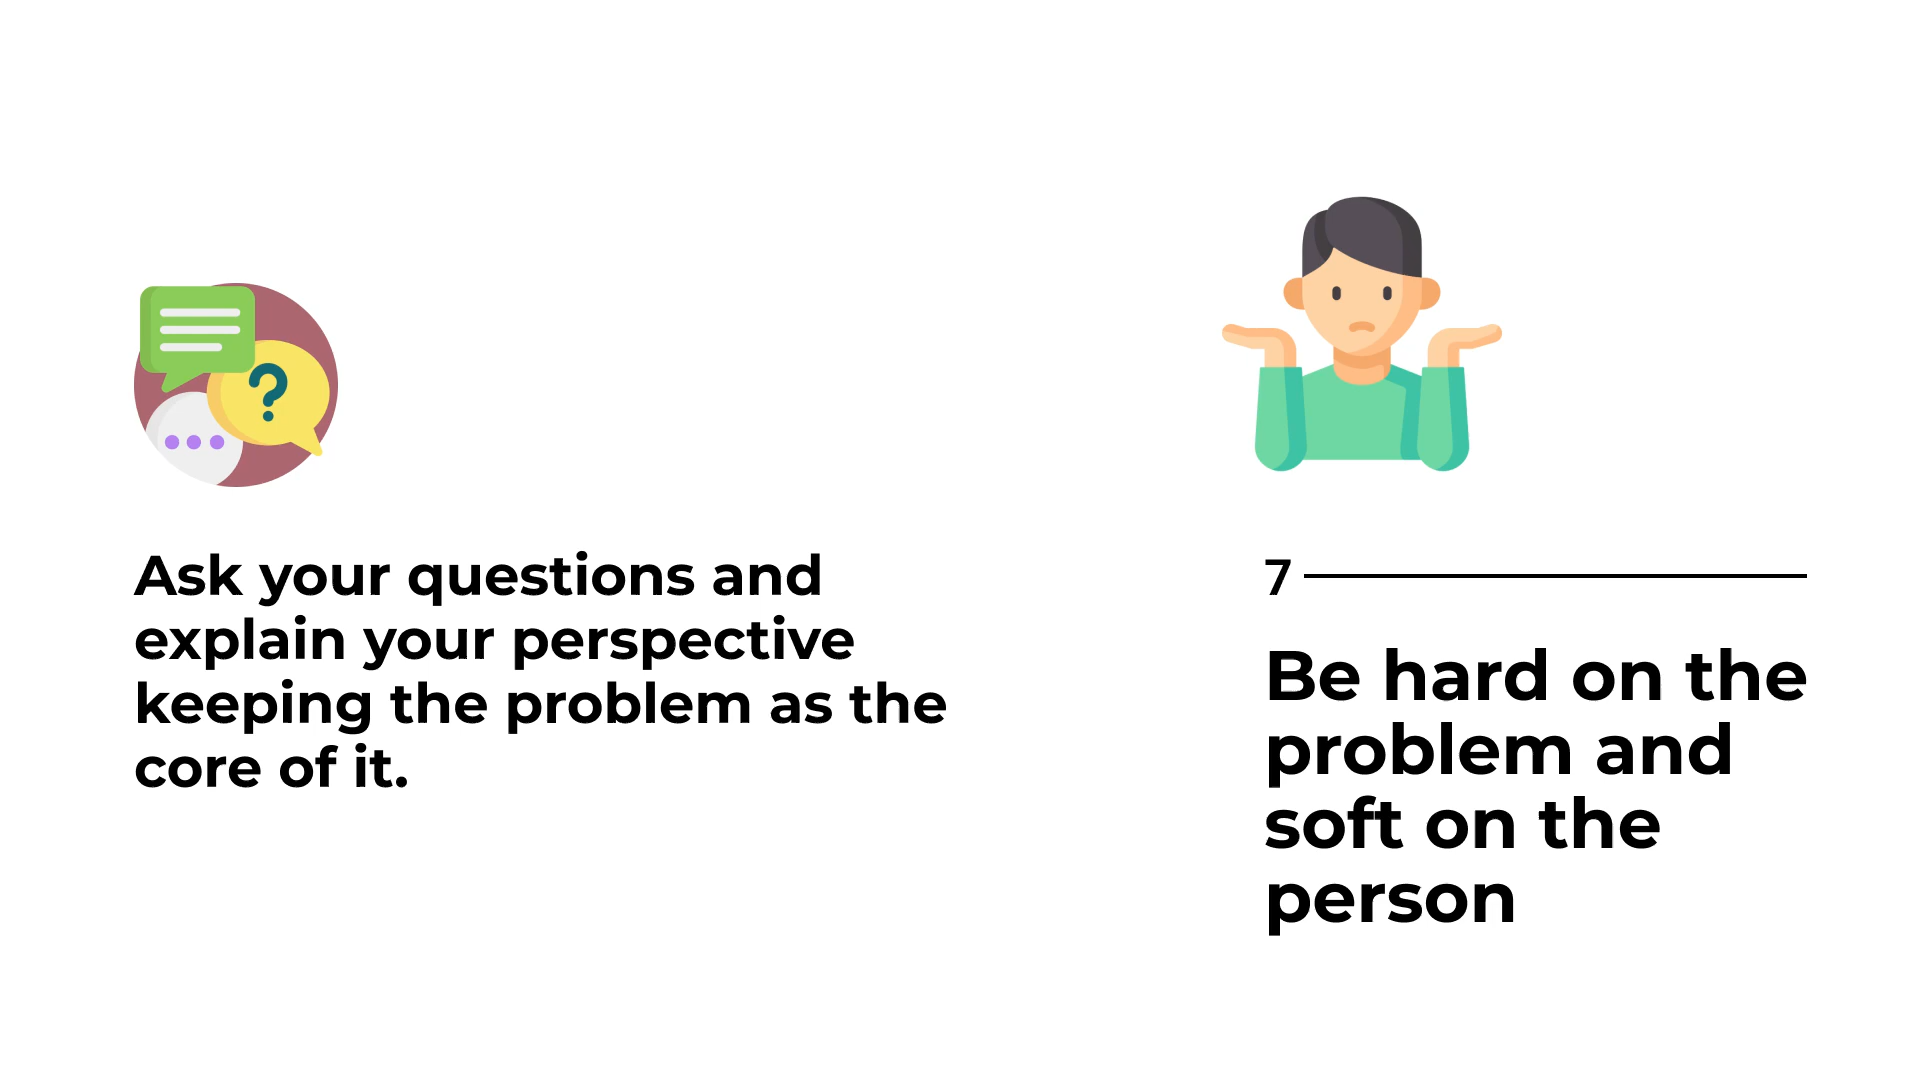 ?
Ask your questions and
explain your perspective
keeping the problem as the
core of it.
7
Be hard on the
problem and
soft on the
person